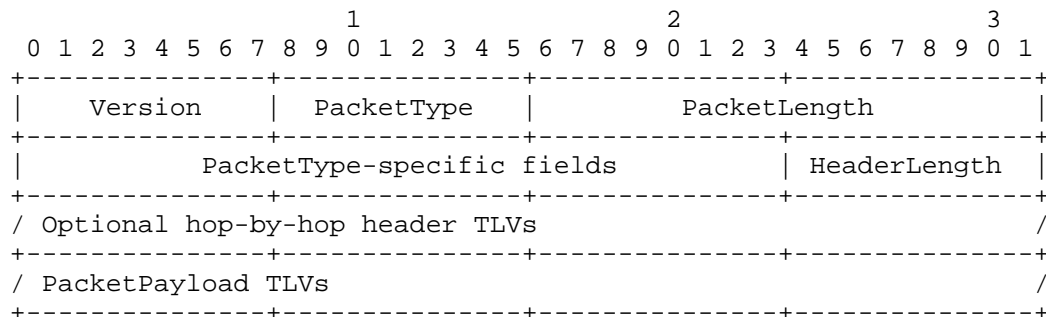 1                   2                   3
 0 1 2 3 4 5 6 7 8 9 0 1 2 3 4 5 6 7 8 9 0 1 2 3 4 5 6 7 8 9 0 1
+---------------+---------------+---------------+---------------+
|    Version    |  PacketType   |         PacketLength          |
+---------------+---------------+---------------+---------------+
|           PacketType-specific fields          | HeaderLength  |
+---------------+---------------+---------------+---------------+
/ Optional hop-by-hop header TLVs                               /
+---------------+---------------+---------------+---------------+
/ PacketPayload TLVs                                            /
+---------------+---------------+---------------+---------------+